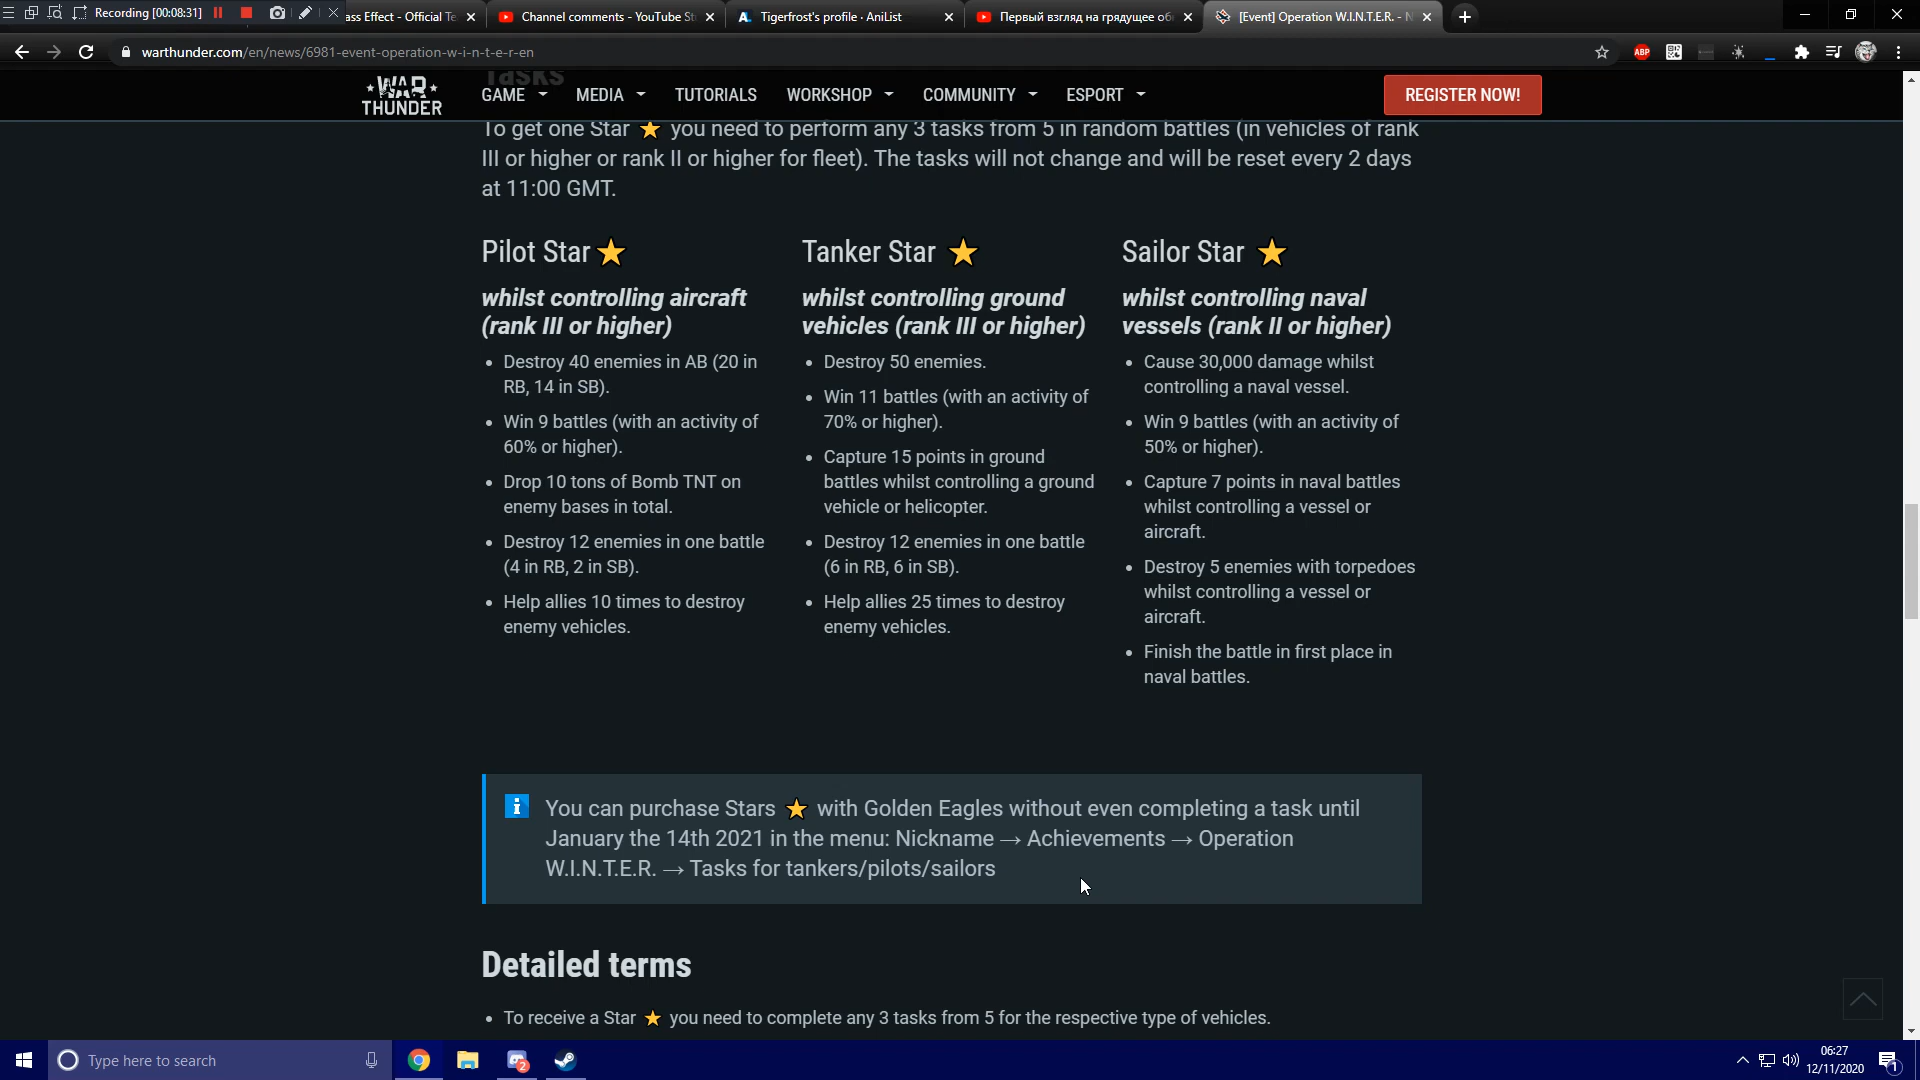 Recording [00:08:31]
ass Effect - Official Te
Channel comments - YouTube St
Tigerfrost's profile · AniList
Первый взгляд на грядущее об
[Event] Operation W.I.N.T.E.R. - N
warthunder.com/en/news/6981-event-operation-w-i-n-t-e-r-en
ABP
Tasks
WAR THUNDER
GAME
MEDIA
TUTORIALS
WORKSHOP
COMMUNITY
ESPORT
REGISTER NOW!
To get one Star ⭐ you need to perform any 3 tasks from 5 in random battles (in vehicles of rank
III or higher or rank II or higher for fleet). The tasks will not change and will be reset every 2 days
at 11:00 GMT.
Pilot Star ⭐
whilst controlling aircraft
(rank III or higher)
• Destroy 40 enemies in AB (20 in
RB, 14 in SB).
• Win 9 battles (with an activity of
60% or higher).
• Drop 10 tons of Bomb TNT on
enemy bases in total.
• Destroy 12 enemies in one battle
(4 in RB, 2 in SB).
• Help allies 10 times to destroy
enemy vehicles.
Tanker Star ⭐
whilst controlling ground
vehicles (rank III or higher)
• Destroy 50 enemies.
• Win 11 battles (with an activity of
70% or higher).
• Capture 15 points in ground
battles whilst controlling a ground
vehicle or helicopter.
• Destroy 12 enemies in one battle
(6 in RB, 6 in SB).
• Help allies 25 times to destroy
enemy vehicles.
Sailor Star ⭐
whilst controlling naval
vessels (rank II or higher)
• Cause 30,000 damage whilst
controlling a naval vessel.
• Win 9 battles (with an activity of
50% or higher).
• Capture 7 points in naval battles
whilst controlling a vessel or
aircraft.
• Destroy 5 enemies with torpedoes
whilst controlling a vessel or
aircraft.
• Finish the battle in first place in
naval battles.
You can purchase Stars ⭐ with Golden Eagles without even completing a task until
January the 14th 2021 in the menu: Nickname → Achievements → Operation
W.I.N.T.E.R. → Tasks for tankers/pilots/sailors
Detailed terms
• To receive a Star ⭐ you need to complete any 3 tasks from 5 for the respective type of vehicles.
Type here to search
2
06:27
12/11/2020
1